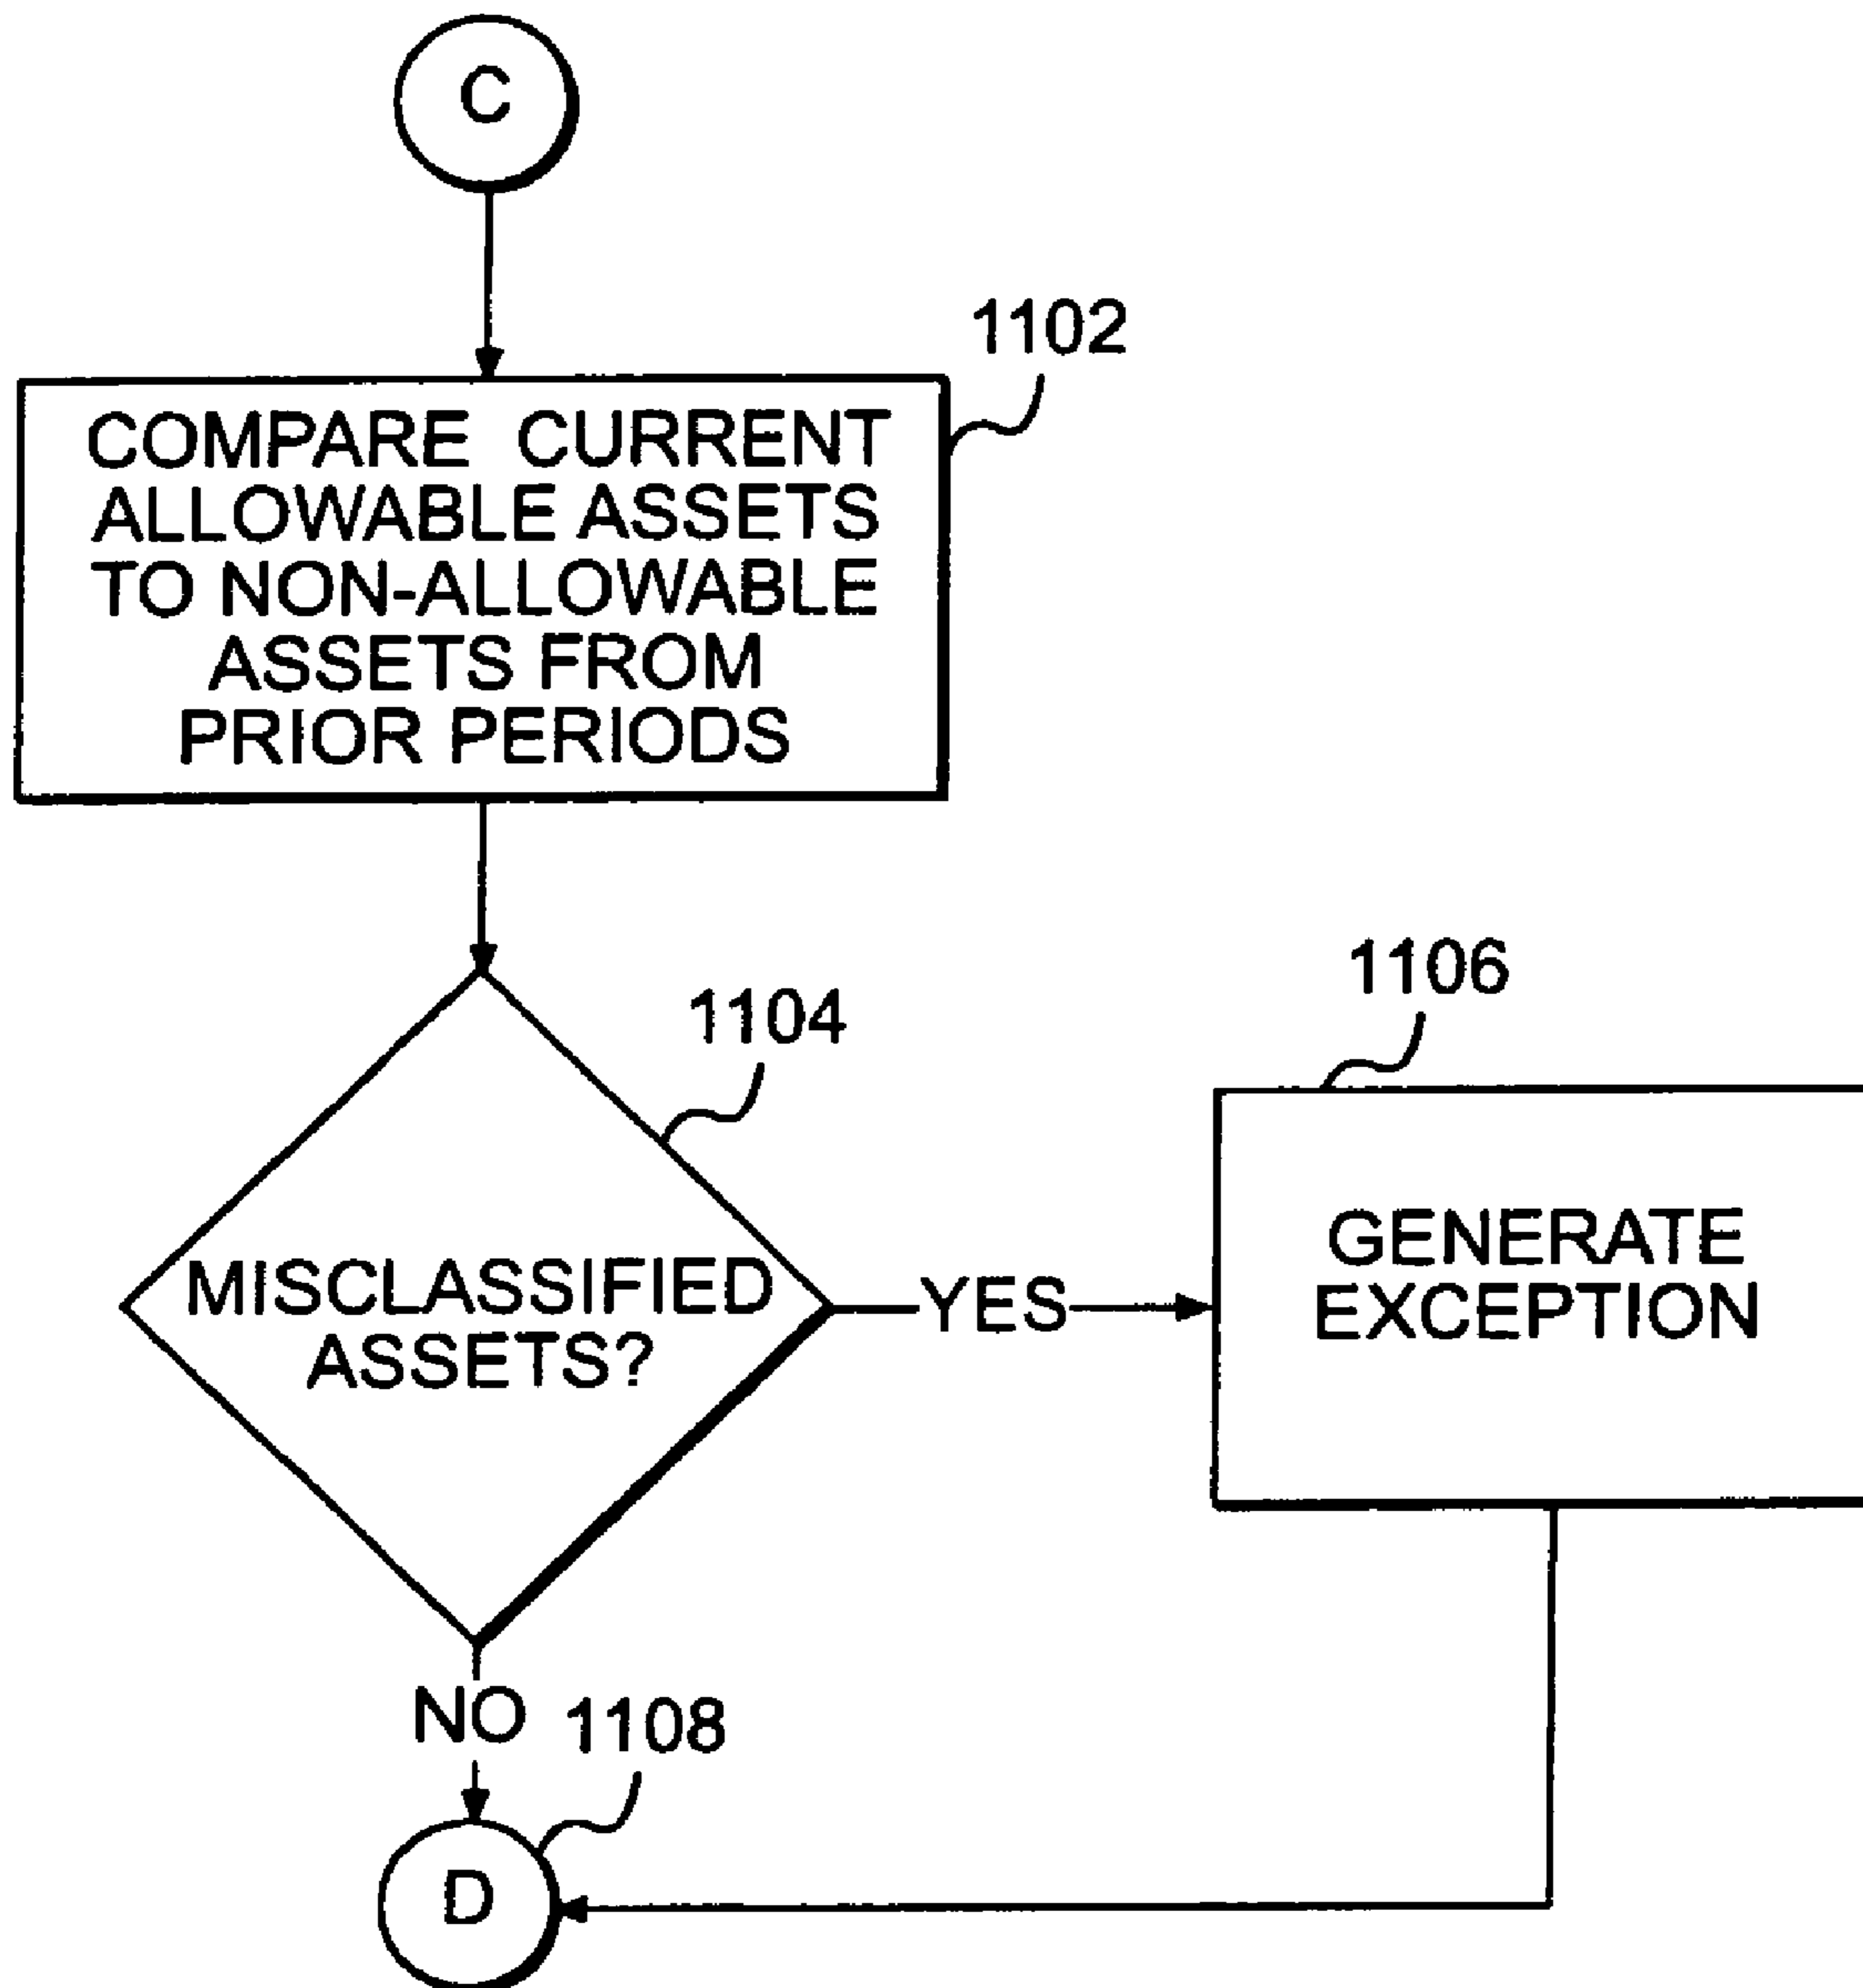 C
1102
COMPARE CURRENT
ALLOWABLE ASSETS
TO NON-ALLOWABLE
ASSETS FROM
PRIOR PERIODS
1104
1106
MISCLASSIFIED
ASSETS?
YES
GENERATE
EXCEPTION
NO
1108
D